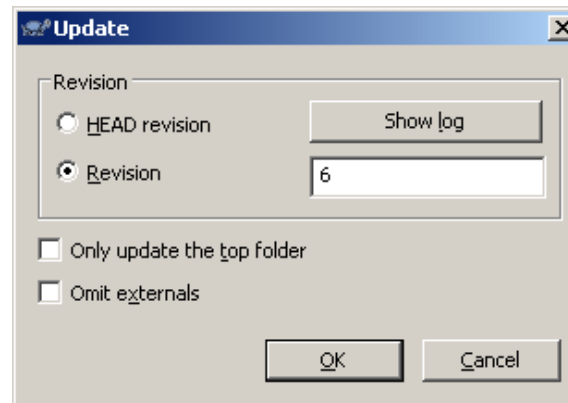 Update
Revision
HEAD revision
Show log
Revision
6
Only update the top folder
Omit externals
OK
Cancel